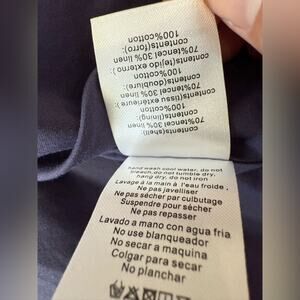 contents(shell):
70%tencel 30% linen
contents(lining):
100%cotton
contents(tissu exterieur):
70%tencel 30% linen
contents(doublure):
100%cotton
contents(tejido externo ):
70%tencel 30% linen
contents(forro):
100%cotton
hand wash cool water, do not
bleach,do not tumble dry,
hang dry, do not iron
Lavage à la main à l'eau froide ,
Ne pas javelliser
Ne pas sécher par culbutage
Suspendre pour sécher
Ne pas repasser
Lavado a mano con agua fria
No use blanqueador
No secar a maquina
Colgar para secar
No planchar